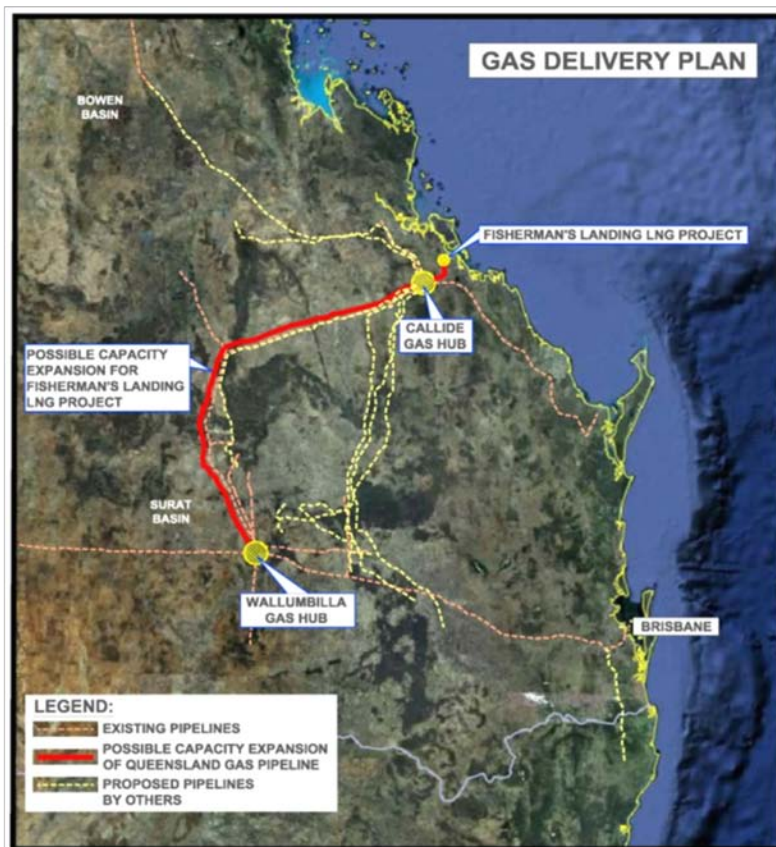 GAS DELIVERY PLAN
BOWEN
BASIN
FISHERMAN'S LANDING LNG PROJECT
CALLIDE
GAS HUB
POSSIBLE CAPACITY
EXPANSION FOR
FISHERMAN'S LANDING
LNG PROJECT
SURAT
BASIN
WALLUMBILLA
GAS HUB
BRISBANE
LEGEND:
EXISTING PIPELINES
POSSIBLE CAPACITY EXPANSION
OF QUEENSLAND GAS PIPELINE
PROPOSED PIPELINES
BY OTHERS